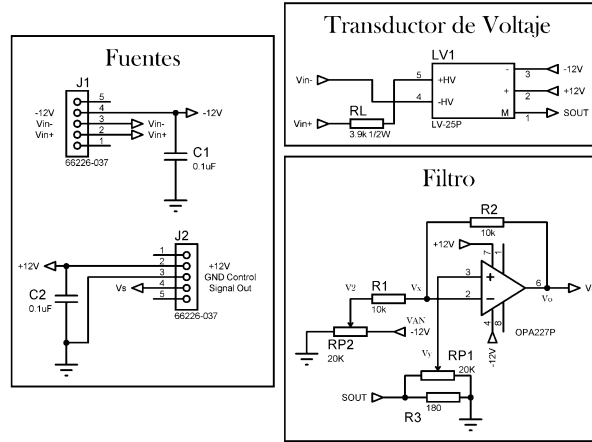 Fuentes
J1
5
4
3
2
1
-12V
Vin-
Vin+
-12V
Vin-
Vin+
66226-037
C1
0.1uF
J2
1
2
3
4
5
+12V
Vs
+12V
GND Control
Signal Out
66226-037
C2
0.1uF
Transductor de Voltaje
LV1
Vin-
Vin+
RL
3.9k 1/2W
5
4
+HV
-HV
-
+
M
3
2
1
-12V
+12V
SOUT
LV-25P
Filtro
R2
10k
+12V
7
1
3
2
6
4
8
+
−
V2
R1
10k
Vx
Vo
OPA227P
-12V
VAN
-12V
RP2
20K
Vy
RP1
20K
SOUT
R3
180